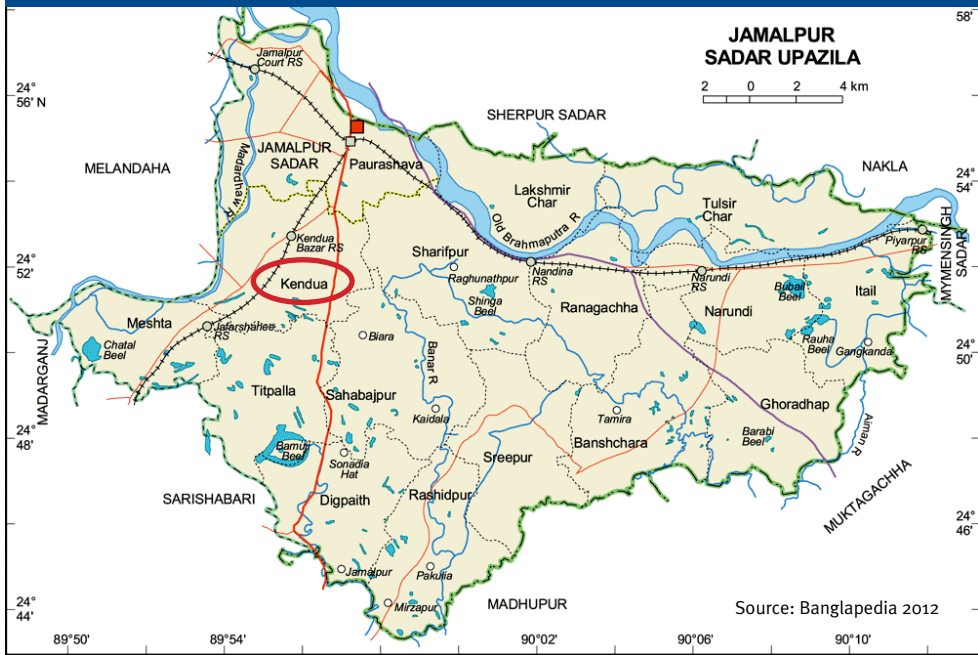 58'
JAMALPUR
SADAR UPAZILA
2 0 2 4 km
Jamalpur
Court RS
24°
56' N
SHERPUR SADAR
MELANDAHA
JAMALPUR
SADAR
Paurashava
Madardhaw R
NAKLA
24°
54'
Lakshmir
Char
Tulsir
Char
Old Brahmaputra R
MYMENSINGH
SADAR
Piyarpur
RS
Kendua
Bazar RS
Sharifpur
24°
52'
Raghunathpur
Nandina
RS
Narundi
RS
Kendua
Shinga
Beel
Bubail
Beel
Itail
Ranagachha
Narundi
Meshta
Jafarshahee
RS
Biara
Rauha
Beel
Gangkanda
24°
50'
Chatal
Beel
MADARGANJ
Banar R
Titpalla
Sahabajpur
Kaidala
Tamira
Ghoradhap
24°
48'
Banshchara
Barabi
Beel
Aiman R
Bamur
Beel
Sonadia
Hat
Sreepur
SARISHABARI
Digpaith
Rashidpur
MUKTAGACHHA
24°
46'
Jamalpur
Pakulia
Mirzapur
MADHUPUR
24°
44'
Source: Banglapedia 2012
89°50' 89°54' 90°02' 90°06' 90°10'